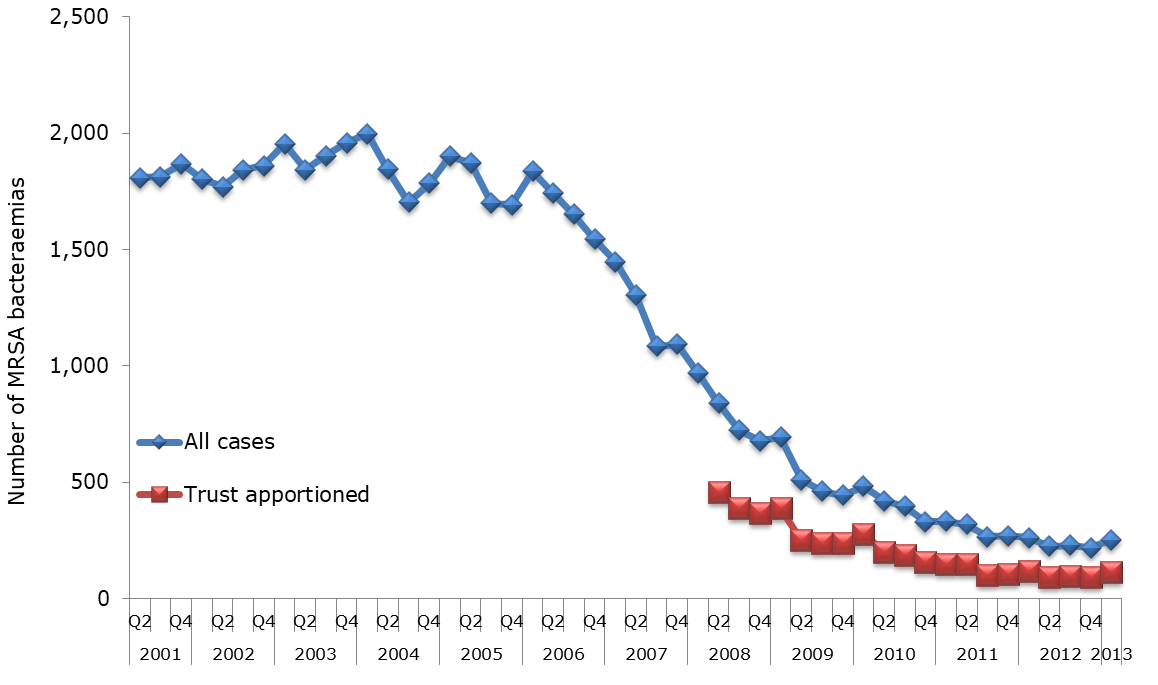 2,500
2,000
1,500
1,000
500
0
Number of MRSA bacteraemias
All cases
Trust apportioned
Q2 Q4 Q2 Q4 Q2 Q4 Q2 Q4 Q2 Q4 Q2 Q4 Q2 Q4 Q2 Q4 Q2 Q4 Q2 Q4 Q2 Q4 Q2 Q4
2001 2002 2003 2004 2005 2006 2007 2008 2009 2010 2011 2012 2013